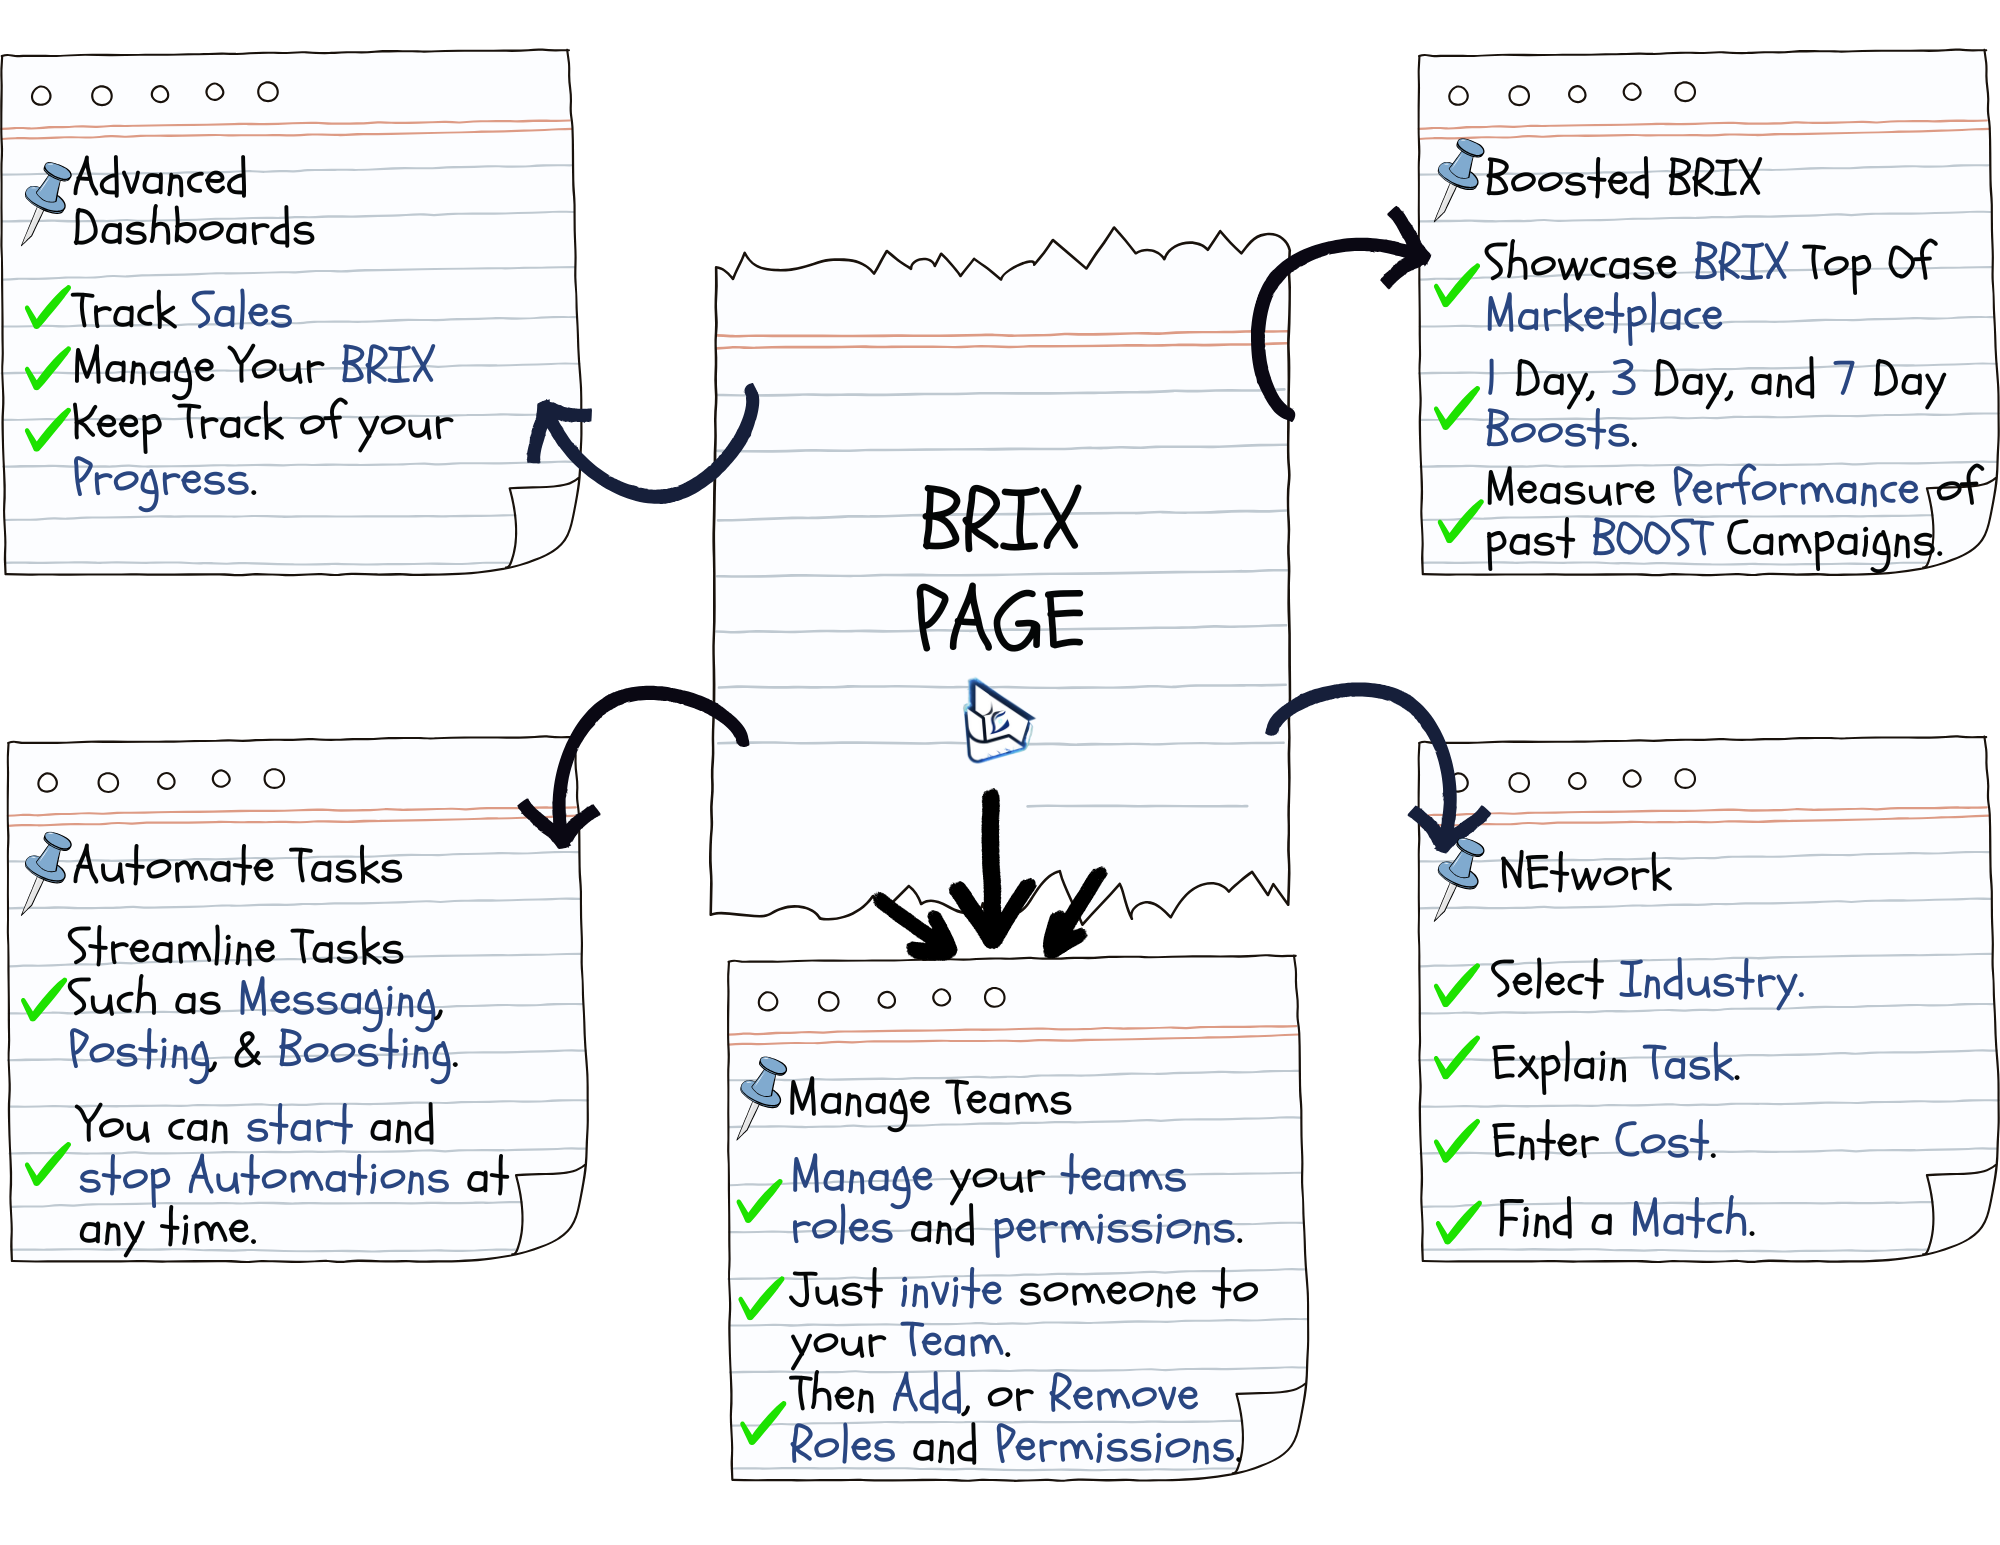 Advanced
Dashboards
Track Sales
Manage Your BRIX
Keep Track of your
Progress.
Boosted BRIX
Showcase BRIX Top Of
Marketplace
1 Day, 3 Day, and 7 Day
Boosts.
Measure Performance of
past BOOST Campaigns.
BRIX
PAGE
Automate Tasks
Streamline Tasks
Such as Messaging,
Posting, & Boosting.
You can start and
stop Automations at
any time.
Manage Teams
Manage your teams
roles and permissions.
Just invite someone to
your Team.
Then Add, or Remove
Roles and Permissions.
NEtwork
Select Industry.
Explain Task.
Enter Cost.
Find a Match.